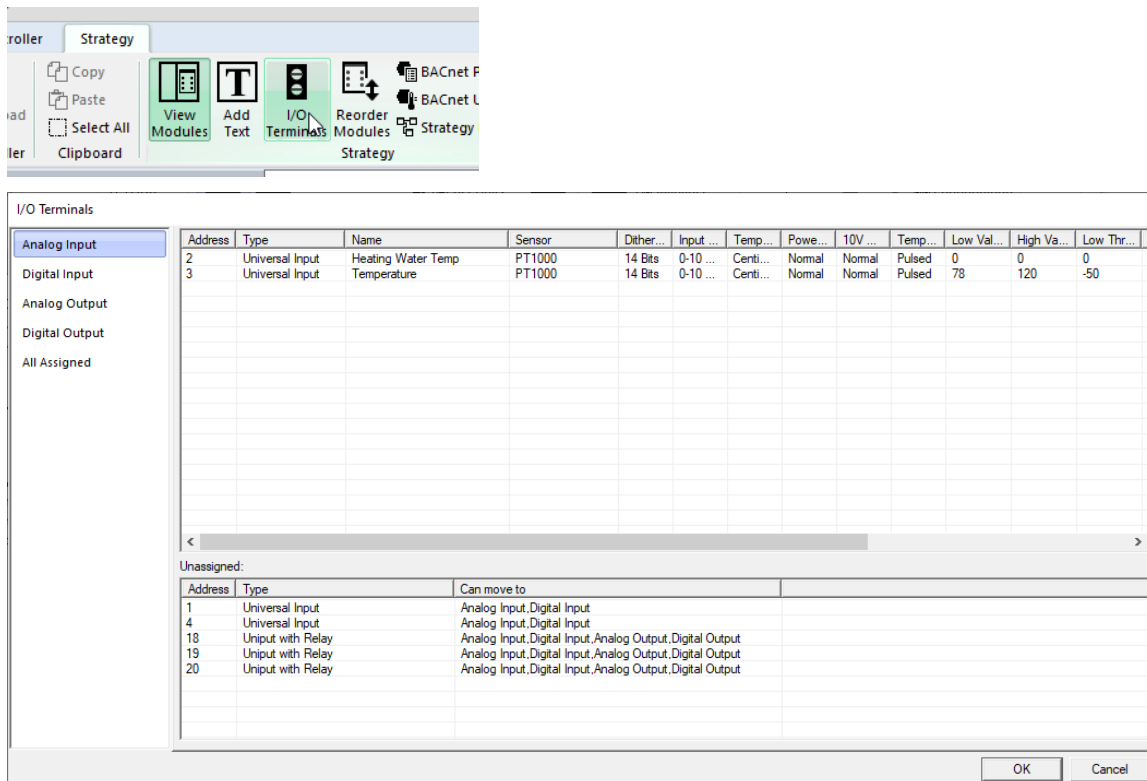 troller Strategy
Copy
Paste
oad
Select All
ller Clipboard
View Modules
Add Text
I/O Terminals
Reorder Modules
BACnet P
BACnet U
Strategy
Strategy
I/O Terminals
Analog Input
Digital Input
Analog Output
Digital Output
All Assigned
Address Type Name Sensor Dither... Input ... Temp... Powe... 10V ... Temp... Low Val... High Va... Low Thr...
2 Universal Input Heating Water Temp PT1000 14 Bits 0-10 ... Centi... Normal Normal Pulsed 0 0 0
3 Universal Input Temperature PT1000 14 Bits 0-10 ... Centi... Normal Normal Pulsed 78 120 -50
Unassigned:
Address Type Can move to
1 Universal Input Analog Input,Digital Input
4 Universal Input Analog Input,Digital Input
18 Uniput with Relay Analog Input,Digital Input,Analog Output,Digital Output
19 Uniput with Relay Analog Input,Digital Input,Analog Output,Digital Output
20 Uniput with Relay Analog Input,Digital Input,Analog Output,Digital Output
OK Cancel